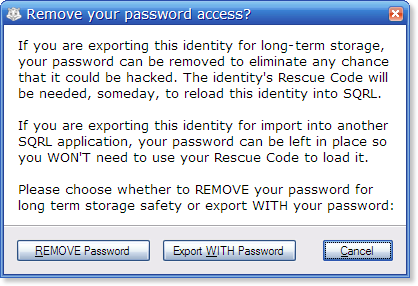 Remove your password access?
If you are exporting this identity for long-term storage,
your password can be removed to eliminate any chance
that it could be hacked. The identity's Rescue Code will
be needed, someday, to reload this identity into SQRL.
If you are exporting this identity for import into another
SQRL application, your password can be left in place so
you WON'T need to use your Rescue Code to load it.
Please choose whether to REMOVE your password for
long term storage safety or export WITH your password:
REMOVE Password Export WITH Password Cancel